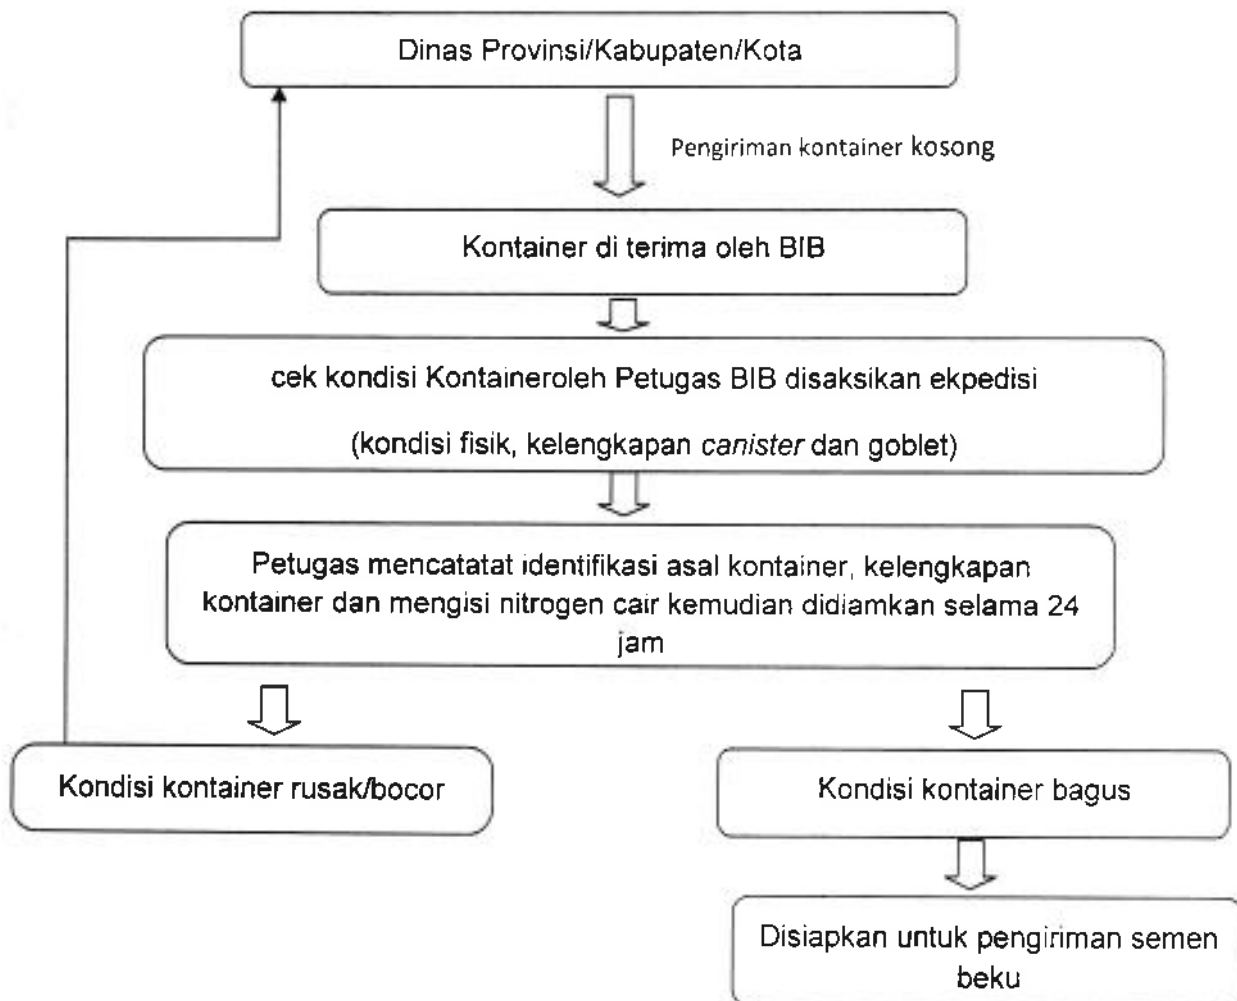 Dinas Provinsi/Kabupaten/Kota
Pengiriman kontainer kosong
Kontainer di terima oleh BIB
cek kondisi Kontaineroleh Petugas BIB disaksikan ekpedisi
(kondisi fisik, kelengkapan canister dan goblet)
Petugas mencatatat identifikasi asal kontainer, kelengkapan
kontainer dan mengisi nitrogen cair kemudian didiamkan selama 24
jam
Kondisi kontainer rusak/bocor
Kondisi kontainer bagus
Disiapkan untuk pengiriman semen
beku